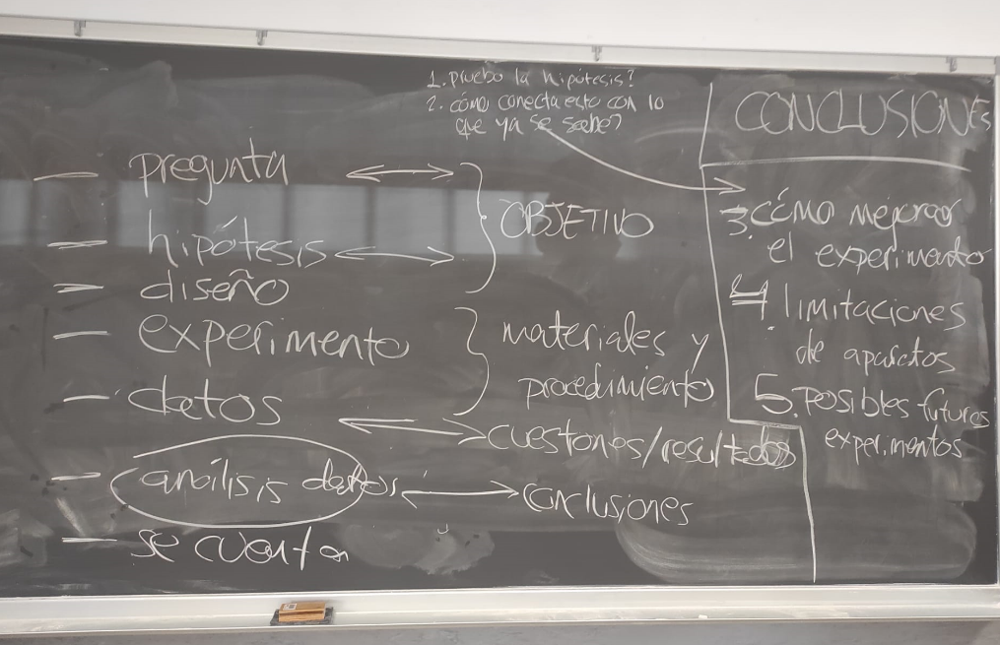 1. pruebo la hipótesis?
2. cómo conecta esto con lo
que ya se sabe?
— pregunta
— hipótesis
— diseño
— experimento
— datos
— análisis datos
— se cuenta
OBJETIVO
materiales y
procedimiento
cuestones/resultados
conclusiones
CONCLUSIONES
3. cómo mejorar
el experimento
4. limitaciones
de aparatos
5. posibles futuros
experimentos